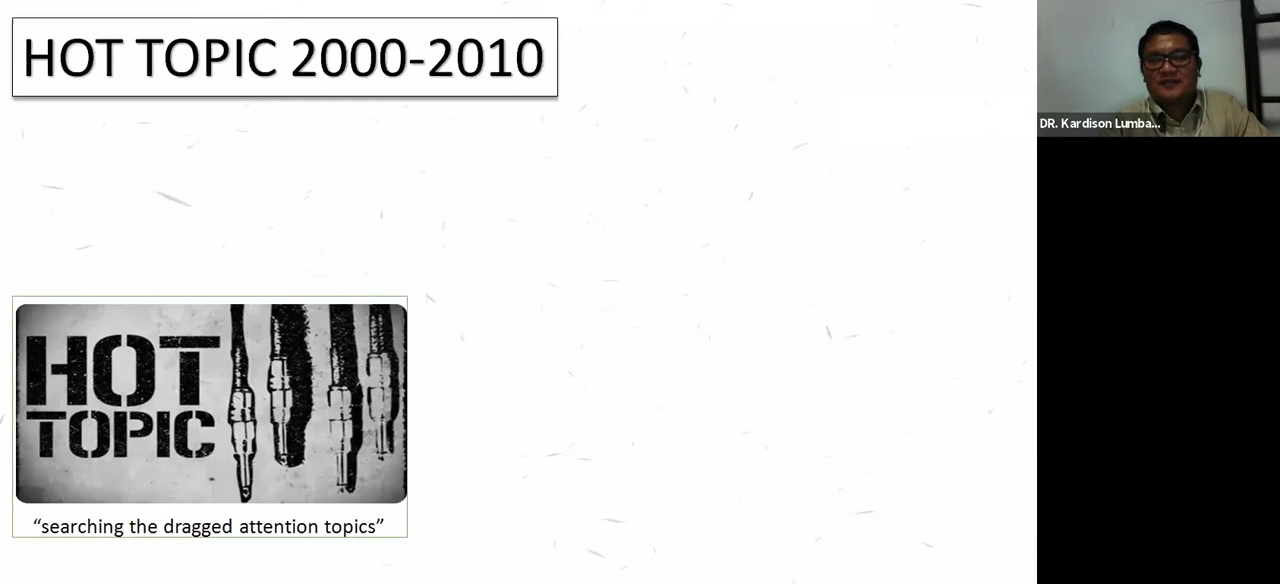 HOT TOPIC 2000-2010
DR. Kardison Lumba...
HOT
TOPIC
“searching the dragged attention topics”